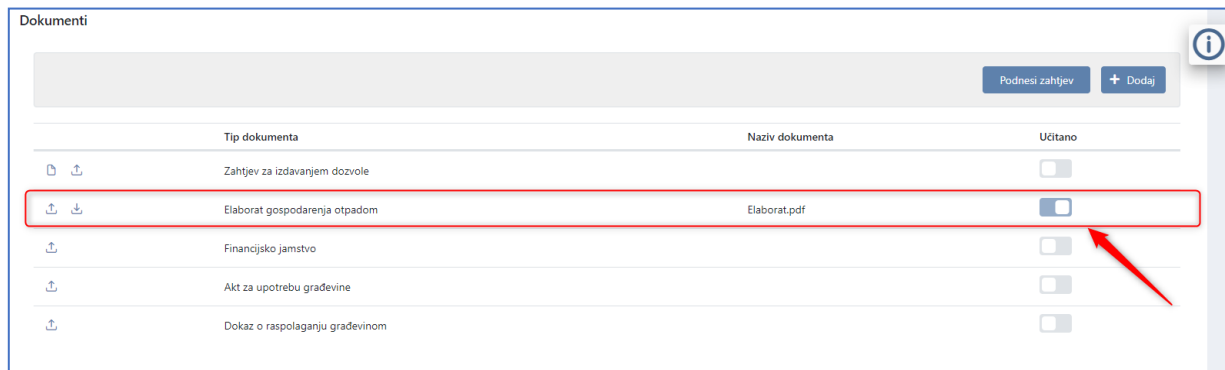 Dokumenti
Podnesi zahtjev + Dodaj
Tip dokumenta Naziv dokumenta Učitano
Zahtjev za izdavanjem dozvole
Elaborat gospodarenja otpadom Elaborat.pdf
Financijsko jamstvo
Akt za upotrebu građevine
Dokaz o raspolaganju građevinom